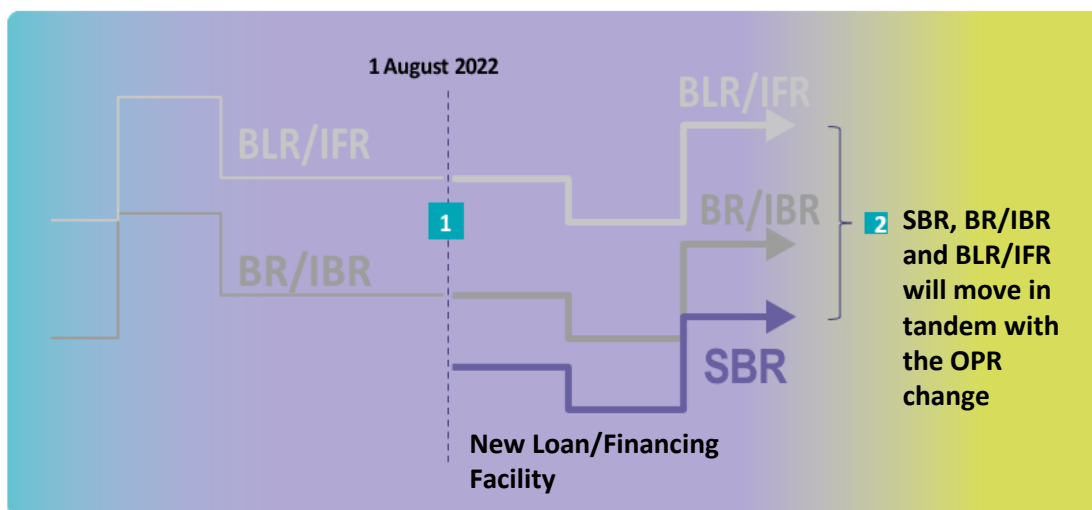 1 August 2022
BLR/IFR
BLR/IFR
1
BR/IBR
BR/IBR
2
SBR, BR/IBR
and BLR/IFR
will move in
tandem with
the OPR
change
SBR
New Loan/Financing
Facility